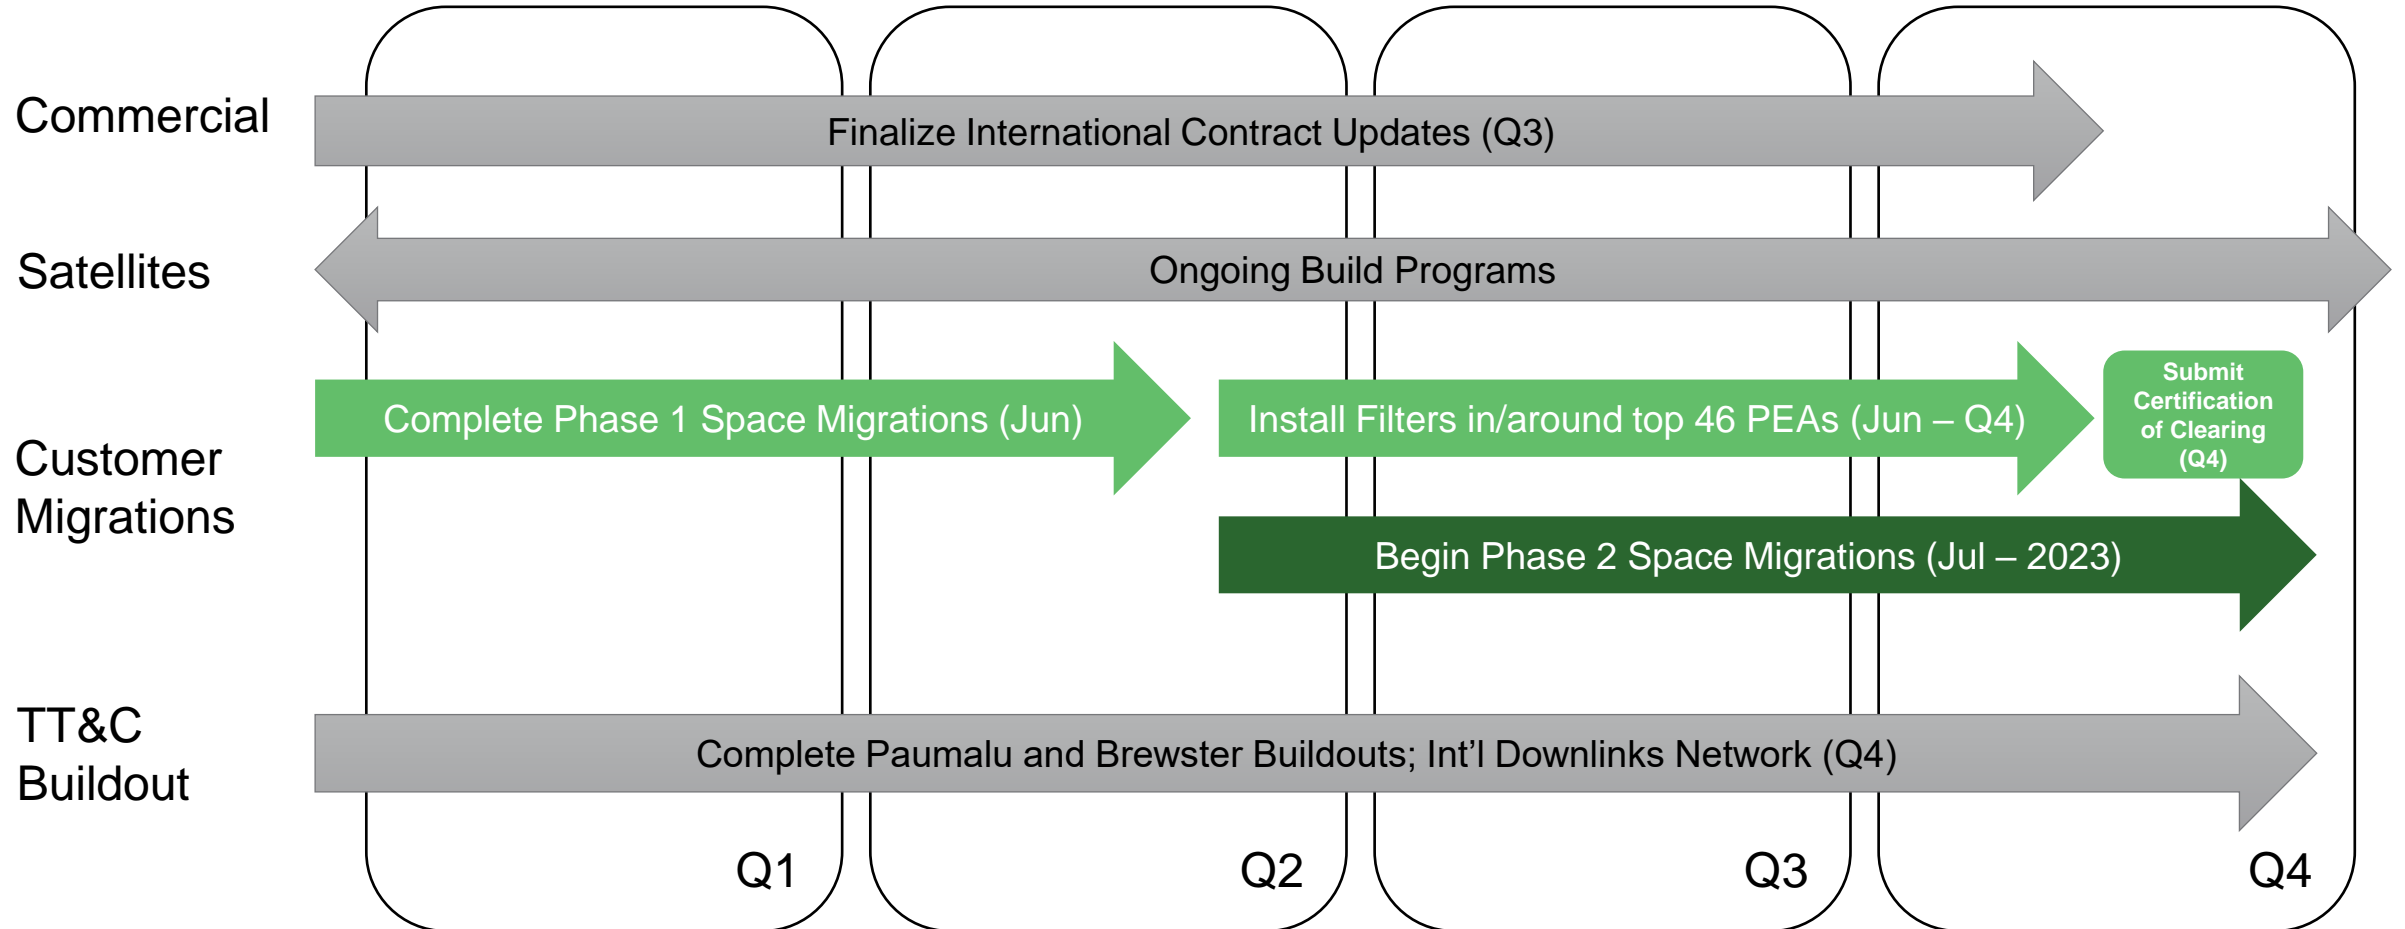 Commercial
Finalize International Contract Updates (Q3)
Satellites
Ongoing Build Programs
Customer
Migrations
Complete Phase 1 Space Migrations (Jun)
Install Filters in/around top 46 PEAs (Jun – Q4)
Submit
Certification
of Clearing
(Q4)
Begin Phase 2 Space Migrations (Jul – 2023)
TT&C
Buildout
Complete Paumalu and Brewster Buildouts; Int’l Downlinks Network (Q4)
Q1
Q2
Q3
Q4